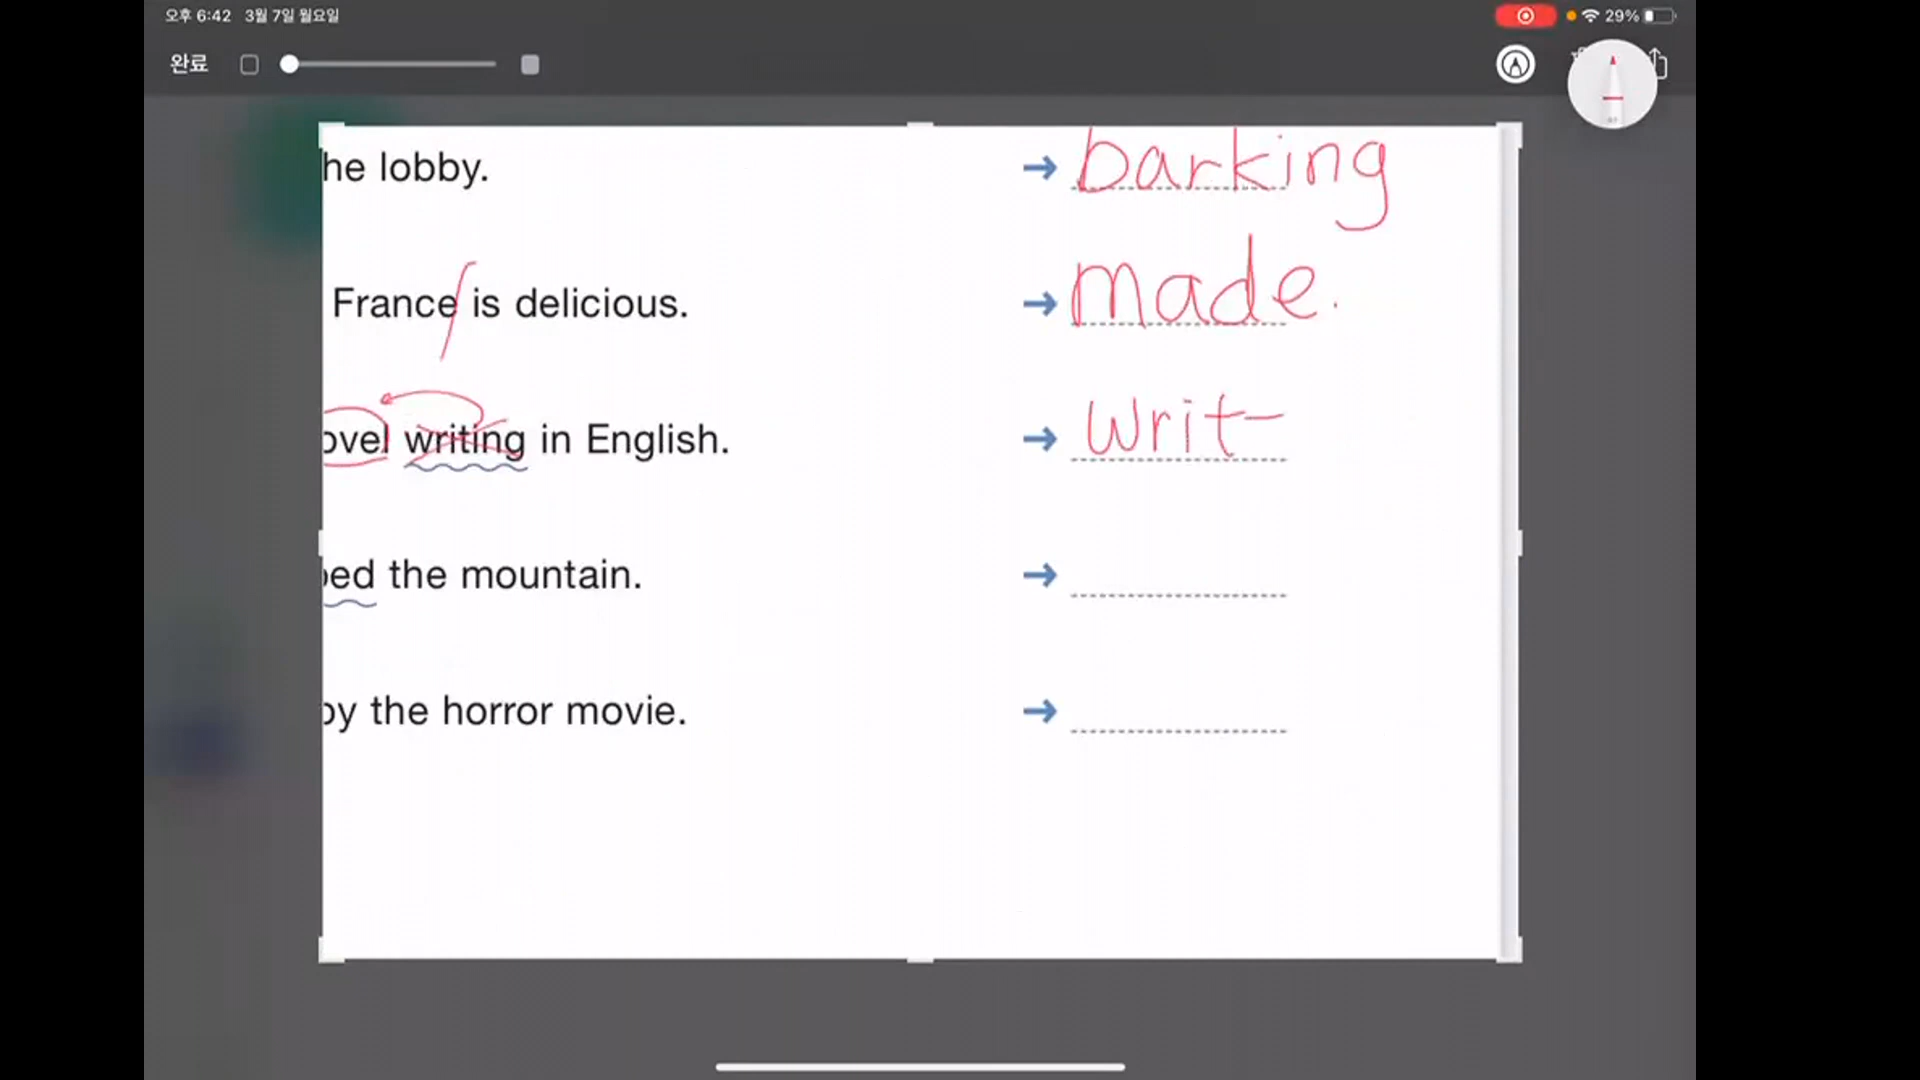 오후 6:42 3월 7일 월요일 29%
완료
he lobby. → barking
France is delicious. → made.
ovel writing in English. → writ-
ed the mountain. →
by the horror movie. →